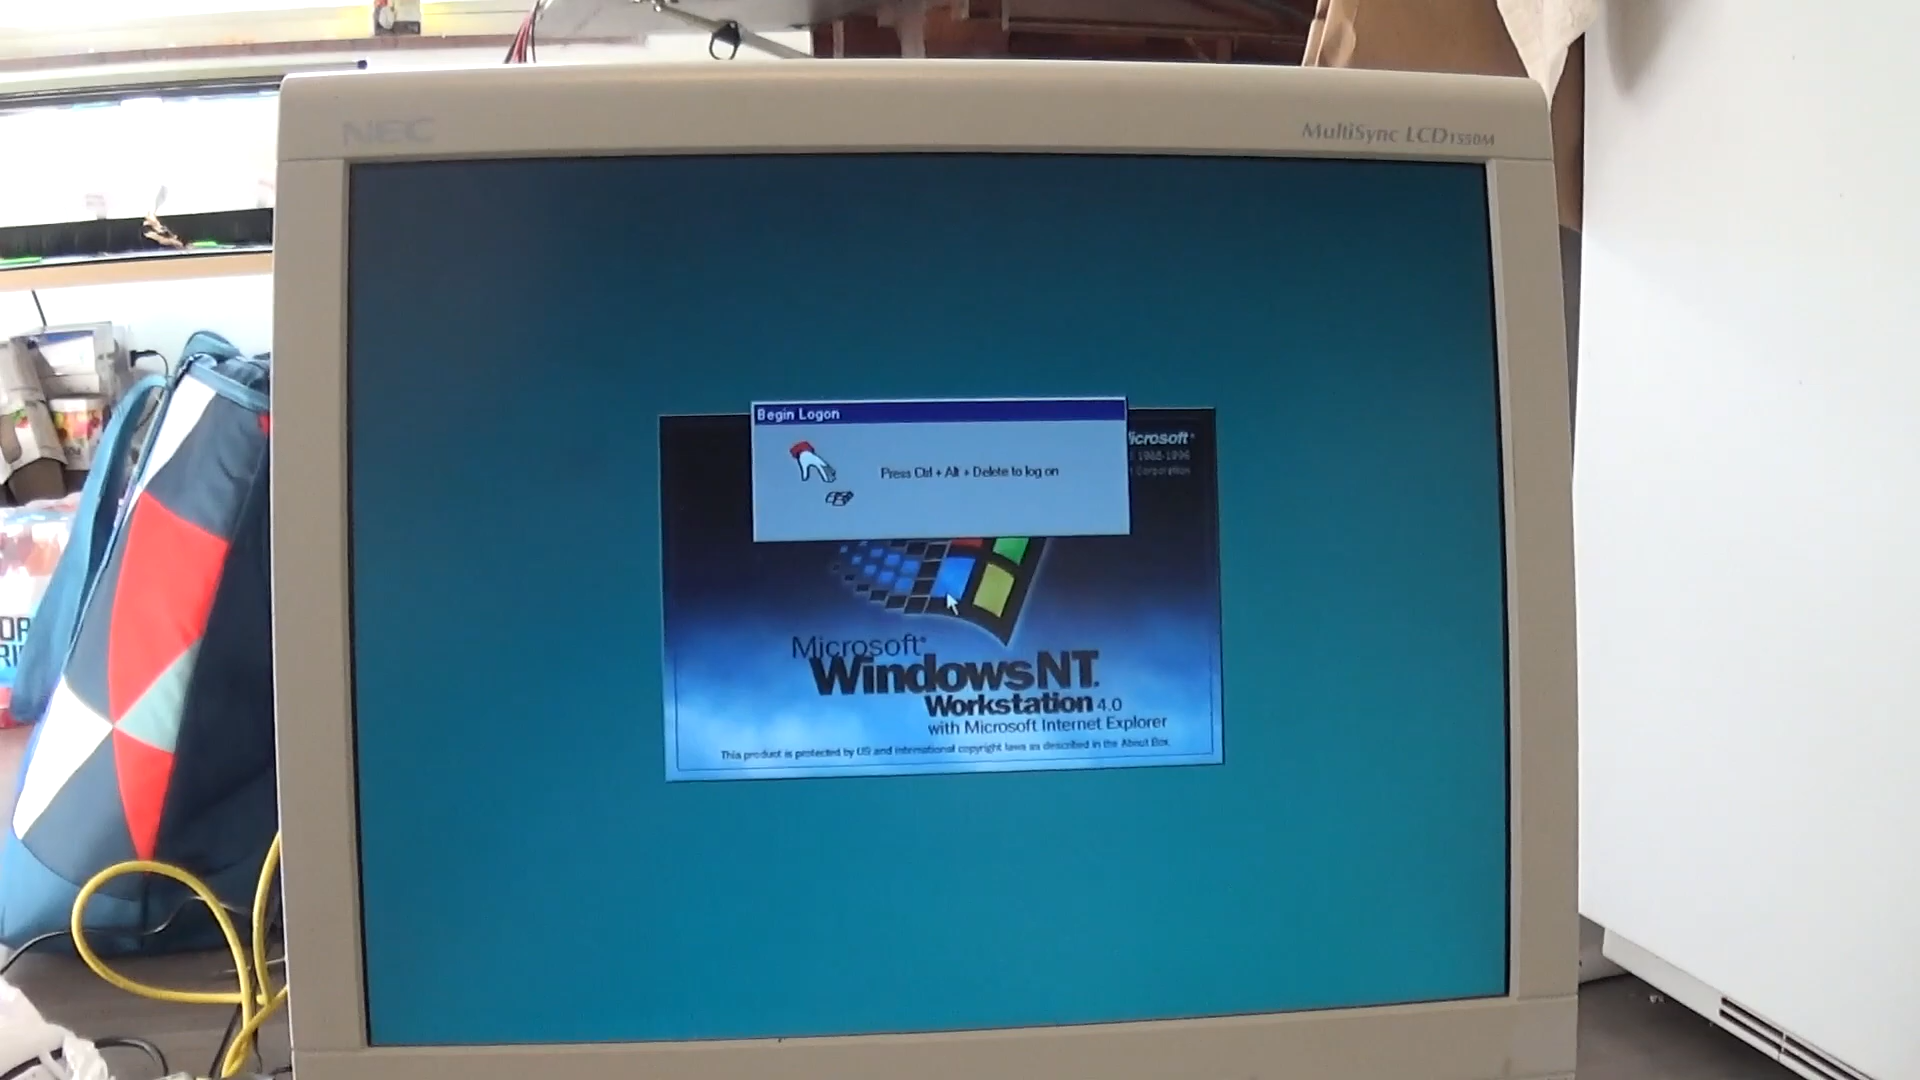 NEC
MultiSync LCD1550M
Begin Logon
Press Ctrl + Alt + Delete to log on
icrosoft®
1985-1996
Corporation
Microsoft®
Windows NT.
Workstation 4.0
with Microsoft Internet Explorer
This product is protected by US and international copyright laws as described in the About Box.